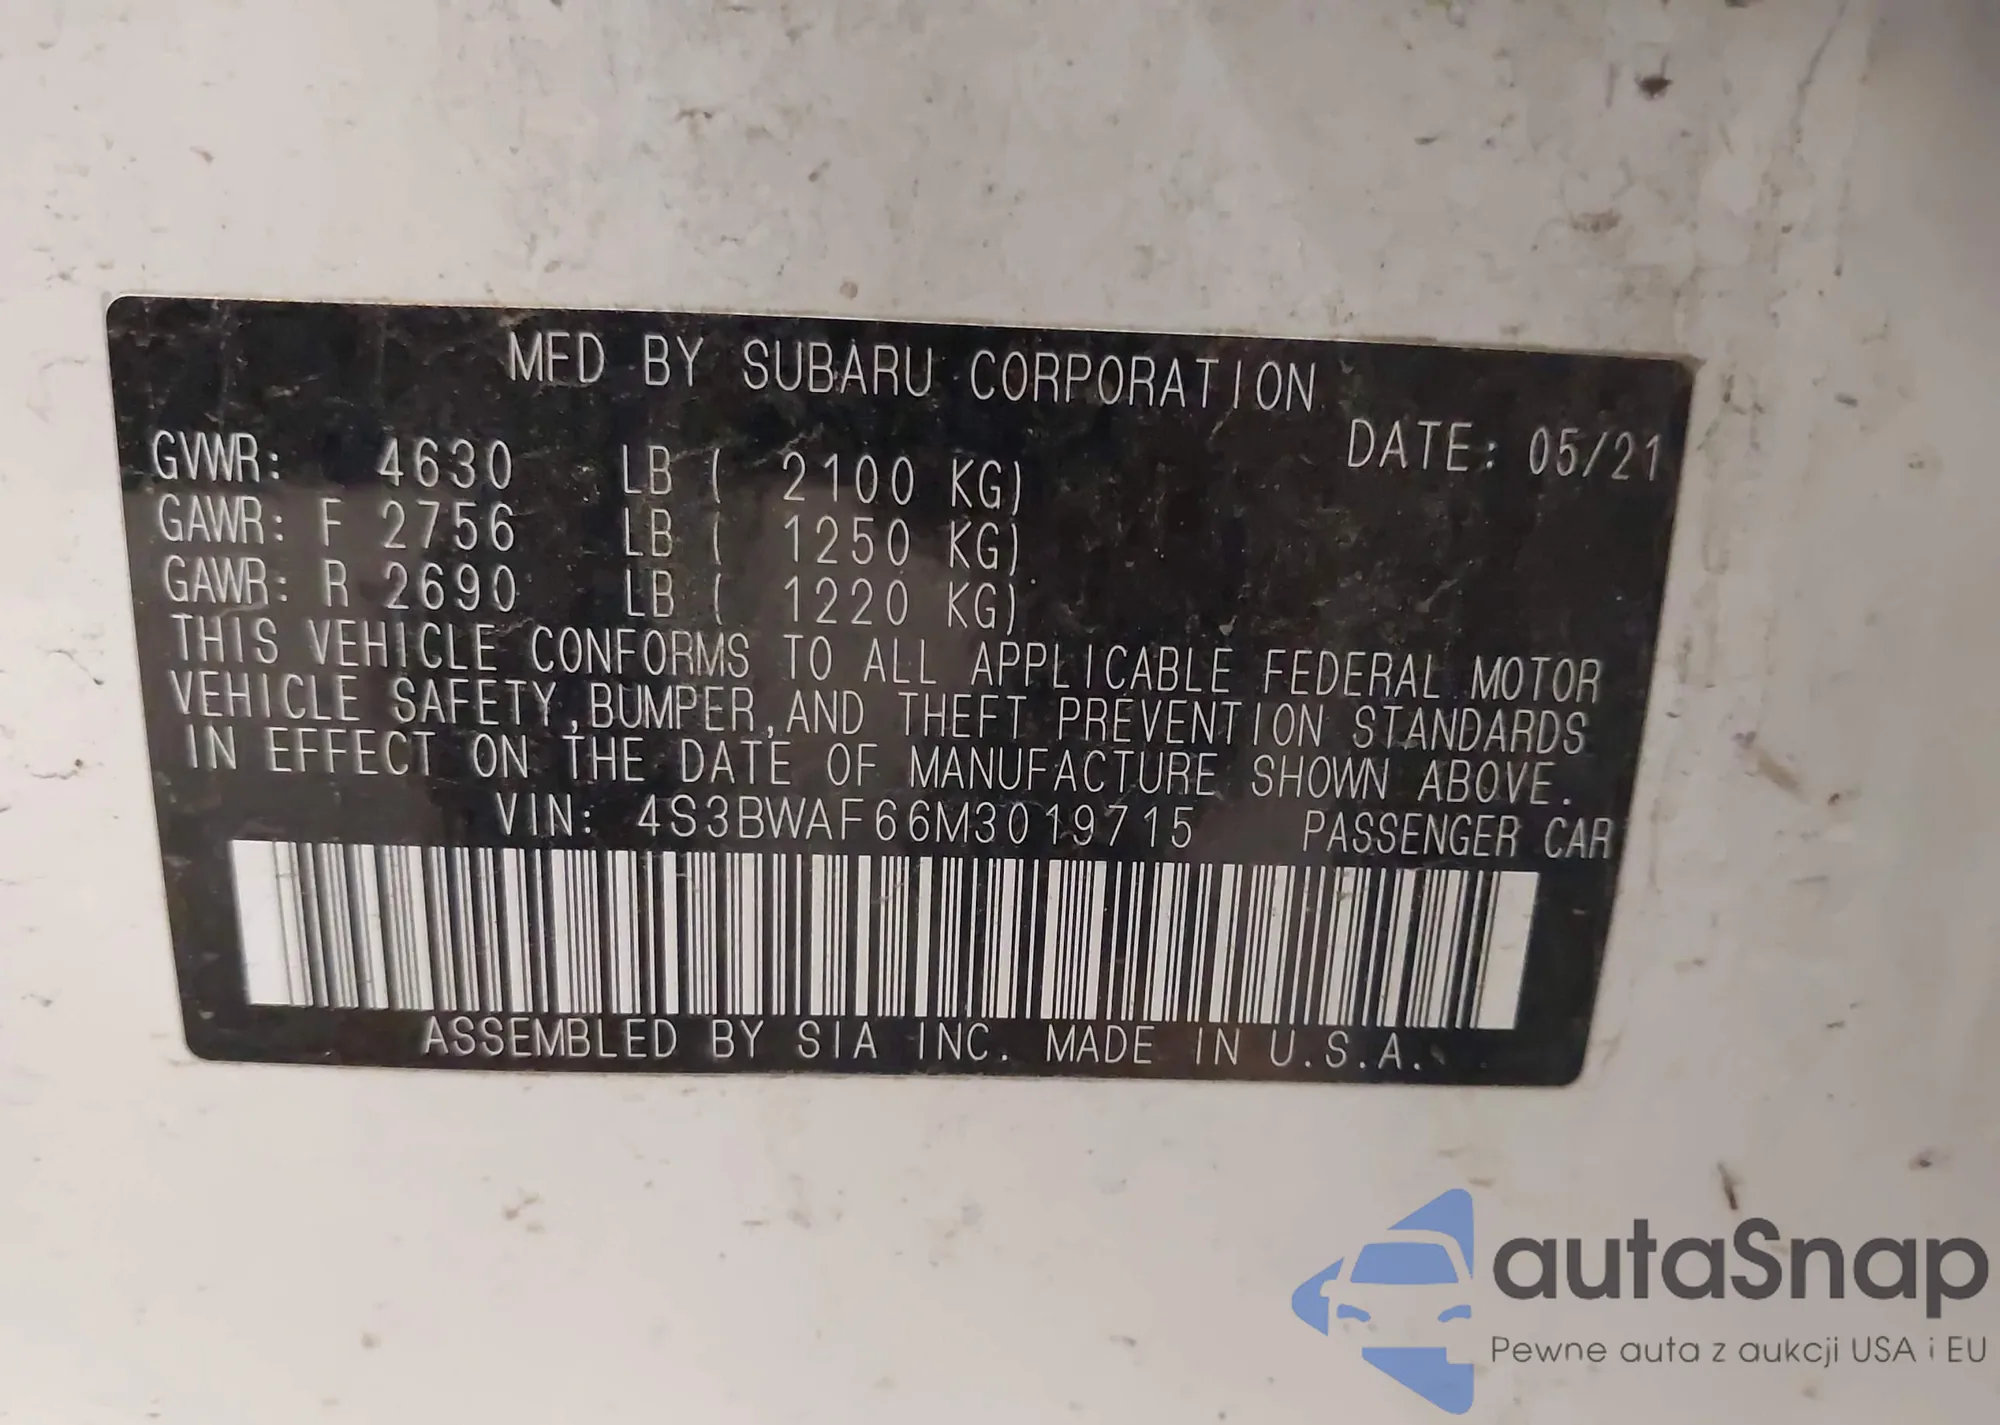 MFD BY SUBARU CORPORATION
DATE: 05/21
GVWR: 4630 LB ( 2100 KG)
GAWR: F 2756 LB ( 1250 KG)
GAWR: R 2690 LB ( 1220 KG)
THIS VEHICLE CONFORMS TO ALL APPLICABLE FEDERAL MOTOR
VEHICLE SAFETY,BUMPER,AND THEFT PREVENTION STANDARDS
IN EFFECT ON THE DATE OF MANUFACTURE SHOWN ABOVE.
VIN: 4S3BWAF66M3019715 PASSENGER CAR
ASSEMBLED BY SIA INC. MADE IN U.S.A.
autaSnap
Pewne auta z aukcji USA i EU